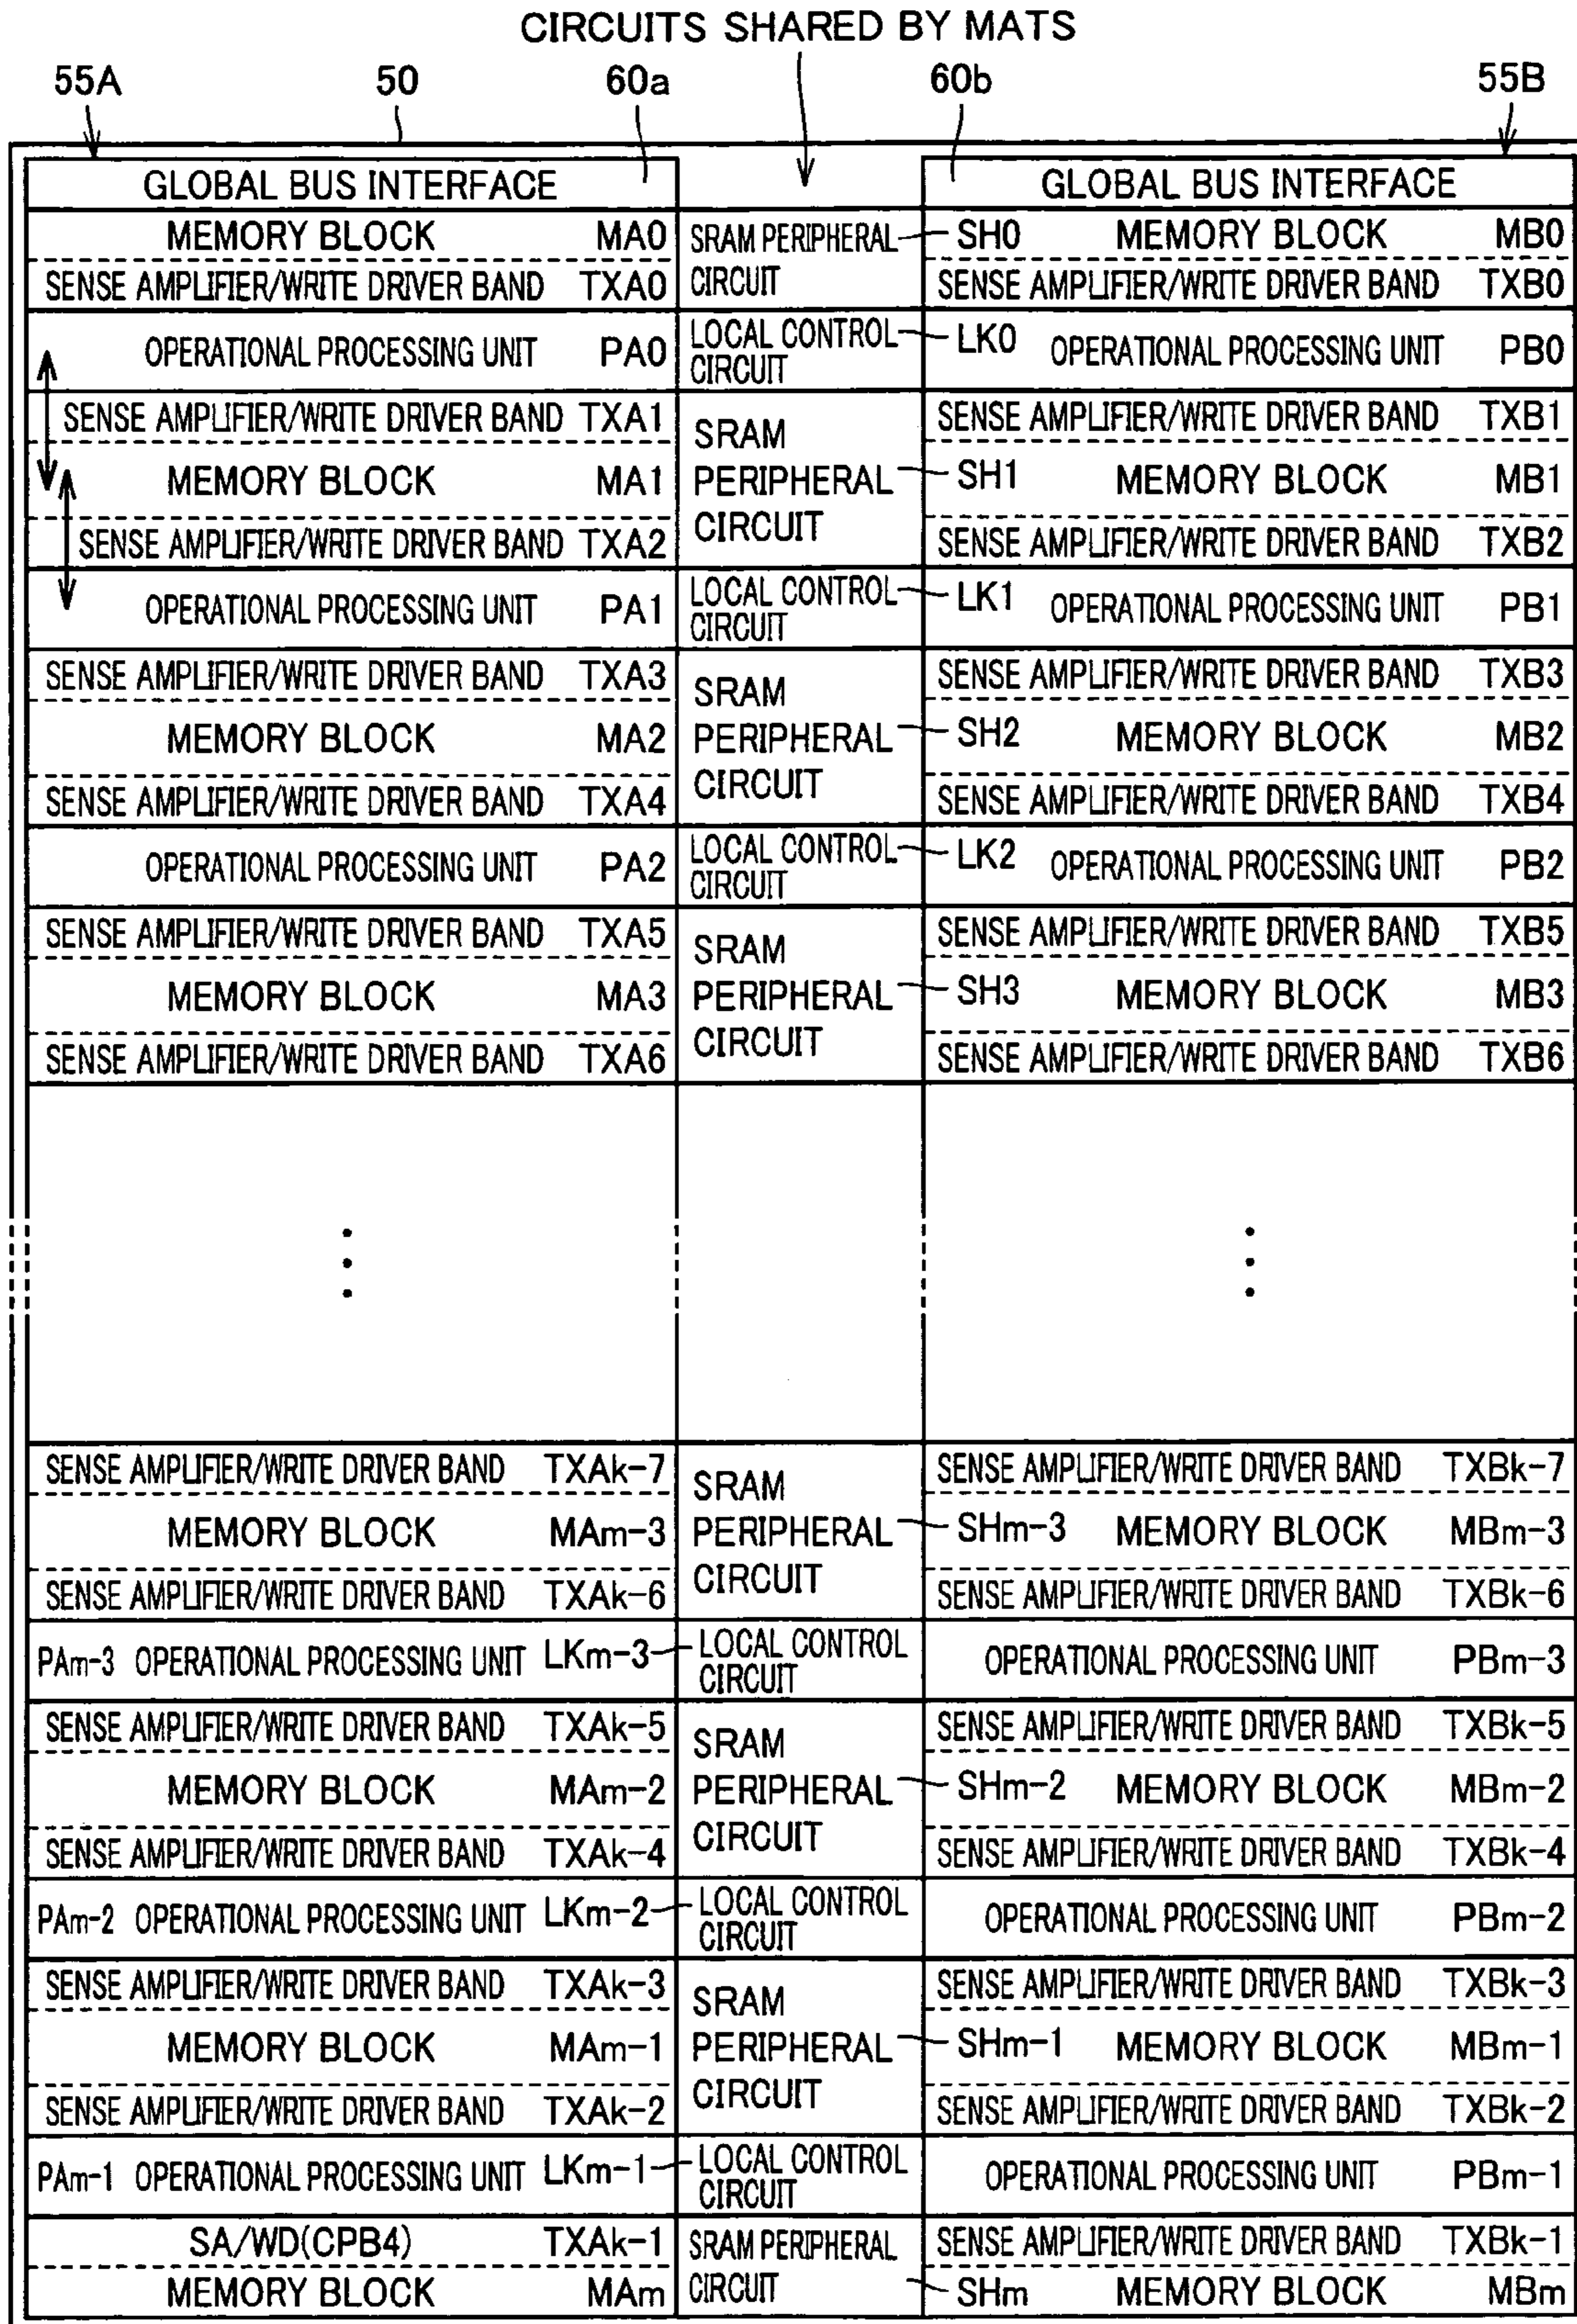 CIRCUITS SHARED BY MATS
55A 50 60a 60b 55B
GLOBAL BUS INTERFACE GLOBAL BUS INTERFACE
MEMORY BLOCK MA0 SRAM PERIPHERAL SH0 MEMORY BLOCK MB0
SENSE AMPLIFIER/WRITE DRIVER BAND TXA0 CIRCUIT SENSE AMPLIFIER/WRITE DRIVER BAND TXB0
OPERATIONAL PROCESSING UNIT PA0 LOCAL CONTROL LK0 OPERATIONAL PROCESSING UNIT PB0
CIRCUIT
SENSE AMPLIFIER/WRITE DRIVER BAND TXA1 SRAM SENSE AMPLIFIER/WRITE DRIVER BAND TXB1
MEMORY BLOCK MA1 PERIPHERAL SH1 MEMORY BLOCK MB1
SENSE AMPLIFIER/WRITE DRIVER BAND TXA2 CIRCUIT SENSE AMPLIFIER/WRITE DRIVER BAND TXB2
OPERATIONAL PROCESSING UNIT PA1 LOCAL CONTROL LK1 OPERATIONAL PROCESSING UNIT PB1
CIRCUIT
SENSE AMPLIFIER/WRITE DRIVER BAND TXA3 SRAM SENSE AMPLIFIER/WRITE DRIVER BAND TXB3
MEMORY BLOCK MA2 PERIPHERAL SH2 MEMORY BLOCK MB2
SENSE AMPLIFIER/WRITE DRIVER BAND TXA4 CIRCUIT SENSE AMPLIFIER/WRITE DRIVER BAND TXB4
OPERATIONAL PROCESSING UNIT PA2 LOCAL CONTROL LK2 OPERATIONAL PROCESSING UNIT PB2
CIRCUIT
SENSE AMPLIFIER/WRITE DRIVER BAND TXA5 SRAM SENSE AMPLIFIER/WRITE DRIVER BAND TXB5
MEMORY BLOCK MA3 PERIPHERAL SH3 MEMORY BLOCK MB3
SENSE AMPLIFIER/WRITE DRIVER BAND TXA6 CIRCUIT SENSE AMPLIFIER/WRITE DRIVER BAND TXB6
SENSE AMPLIFIER/WRITE DRIVER BAND TXAk-7 SRAM SENSE AMPLIFIER/WRITE DRIVER BAND TXBk-7
MEMORY BLOCK MAm-3 PERIPHERAL SHm-3 MEMORY BLOCK MBm-3
SENSE AMPLIFIER/WRITE DRIVER BAND TXAk-6 CIRCUIT SENSE AMPLIFIER/WRITE DRIVER BAND TXBk-6
PAm-3 OPERATIONAL PROCESSING UNIT LKm-3 LOCAL CONTROL OPERATIONAL PROCESSING UNIT PBm-3
CIRCUIT
SENSE AMPLIFIER/WRITE DRIVER BAND TXAk-5 SRAM SENSE AMPLIFIER/WRITE DRIVER BAND TXBk-5
MEMORY BLOCK MAm-2 PERIPHERAL SHm-2 MEMORY BLOCK MBm-2
SENSE AMPLIFIER/WRITE DRIVER BAND TXAk-4 CIRCUIT SENSE AMPLIFIER/WRITE DRIVER BAND TXBk-4
PAm-2 OPERATIONAL PROCESSING UNIT LKm-2 LOCAL CONTROL OPERATIONAL PROCESSING UNIT PBm-2
CIRCUIT
SENSE AMPLIFIER/WRITE DRIVER BAND TXAk-3 SRAM SENSE AMPLIFIER/WRITE DRIVER BAND TXBk-3
MEMORY BLOCK MAm-1 PERIPHERAL SHm-1 MEMORY BLOCK MBm-1
SENSE AMPLIFIER/WRITE DRIVER BAND TXAk-2 CIRCUIT SENSE AMPLIFIER/WRITE DRIVER BAND TXBk-2
PAm-1 OPERATIONAL PROCESSING UNIT LKm-1 LOCAL CONTROL OPERATIONAL PROCESSING UNIT PBm-1
CIRCUIT
SA/WD(CPB4) TXAk-1 SRAM PERIPHERAL SENSE AMPLIFIER/WRITE DRIVER BAND TXBk-1
MEMORY BLOCK MAm CIRCUIT SHm MEMORY BLOCK MBm